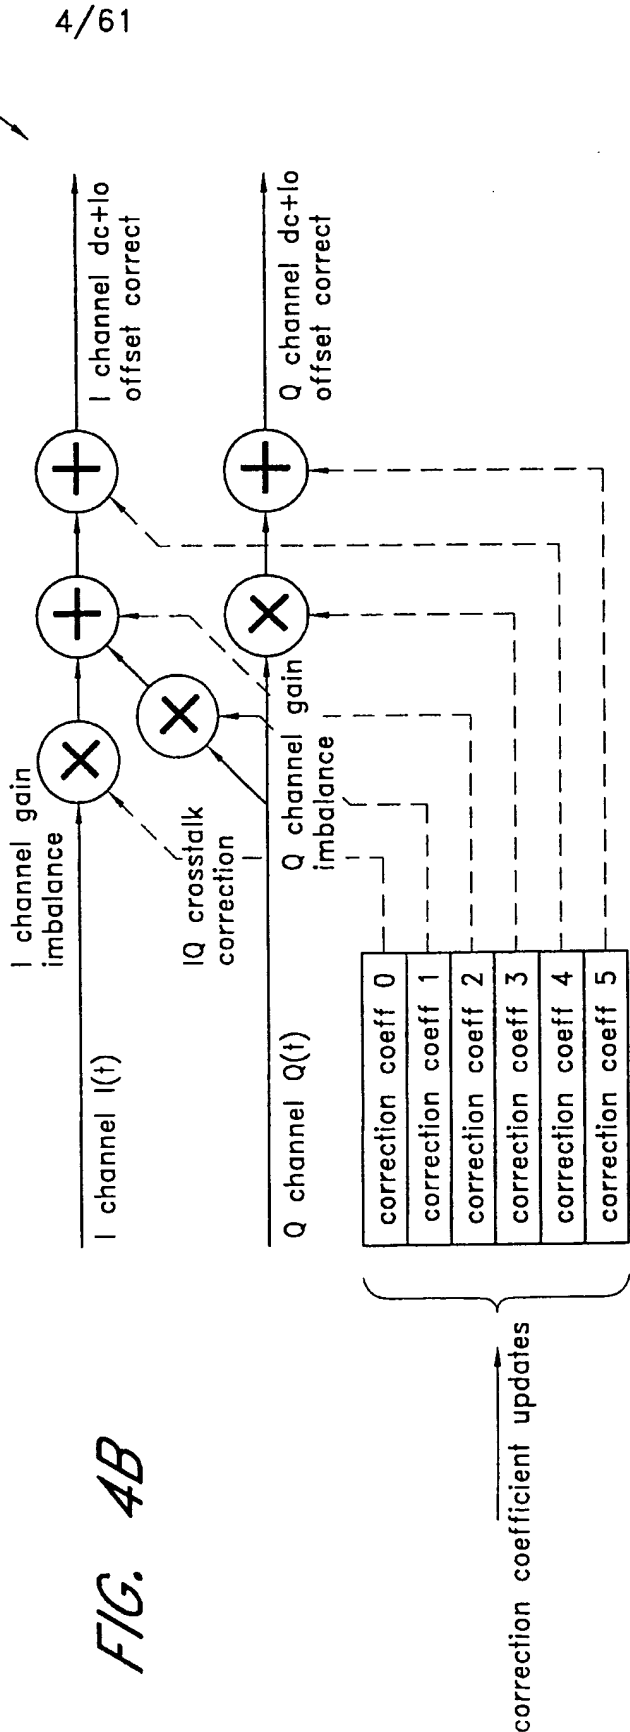 4/61
FIG. 4B
I channel gain
imbalance
I channel I(t)
I channel dc+lo
offset correct
IQ crosstalk
correction
Q channel Q(t)
Q channel gain
imbalance
Q channel dc+lo
offset correct
correction coeff 0
correction coeff 1
correction coeff 2
correction coeff 3
correction coeff 4
correction coeff 5
correction coefficient updates